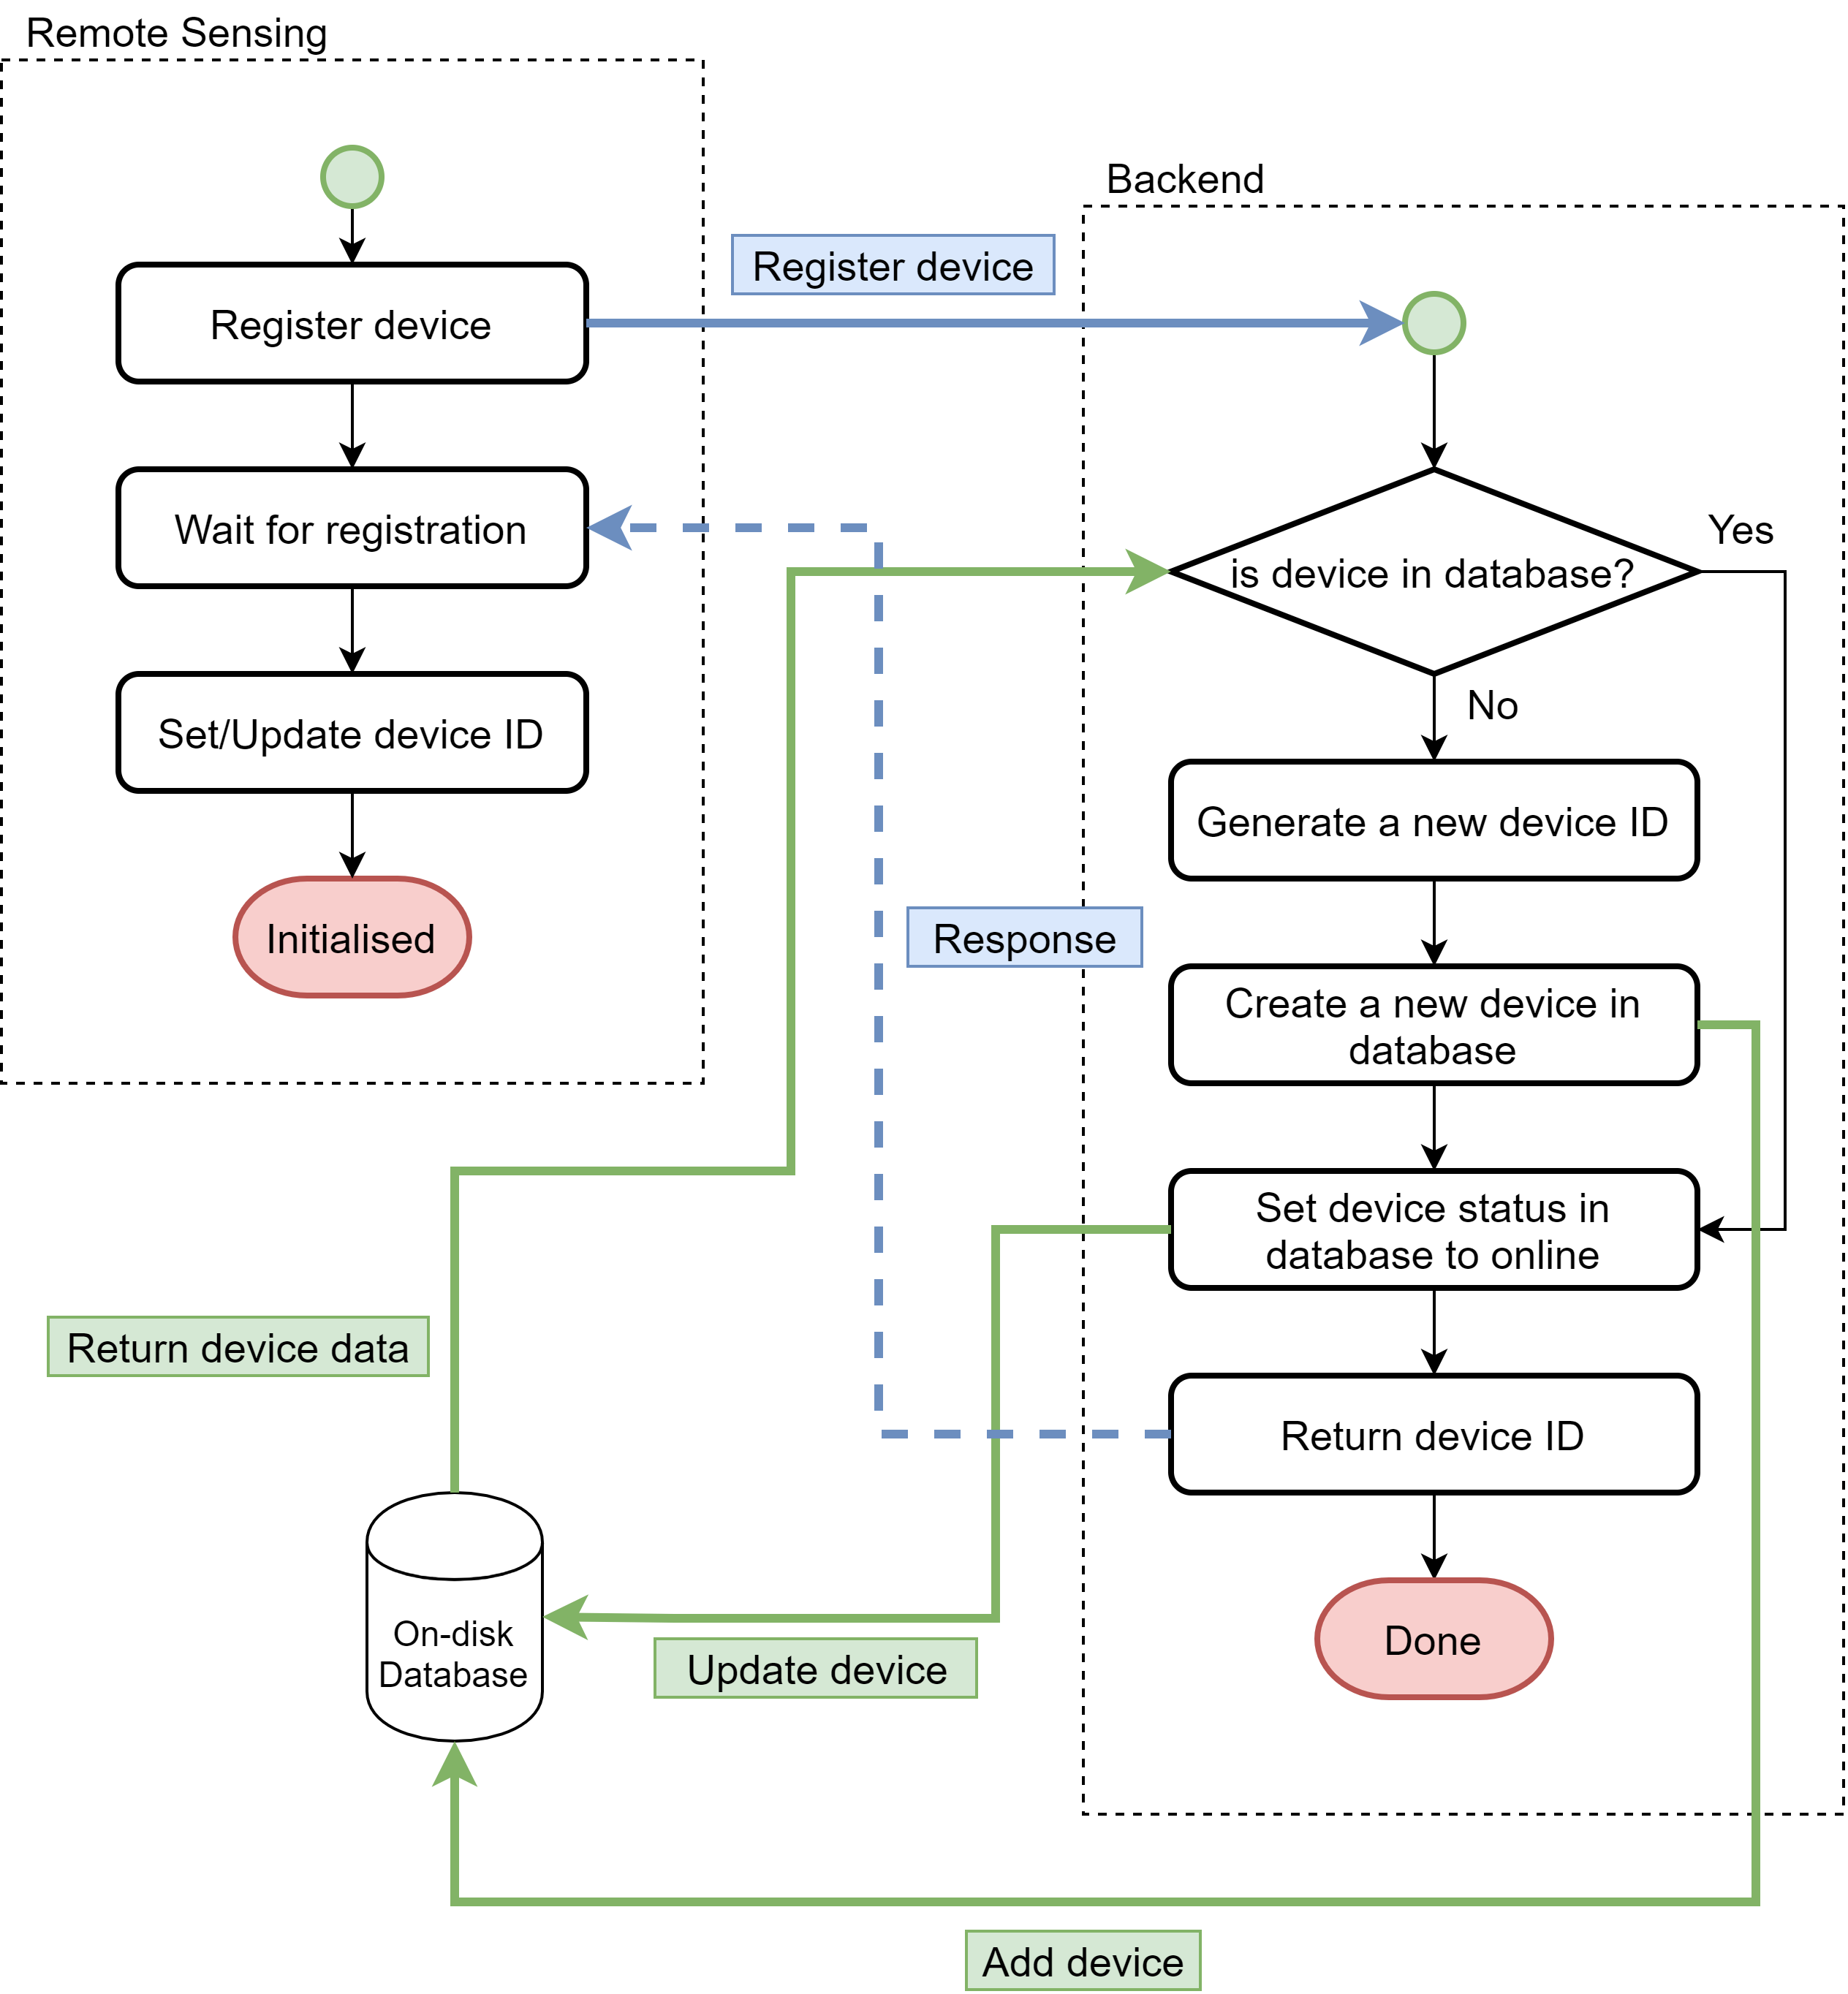 Remote Sensing
Register device
Wait for registration
Set/Update device ID
Initialised
Register device
Backend
is device in database?
Yes
No
Generate a new device ID
Create a new device in
database
Set device status in
database to online
Return device ID
Done
Response
Return device data
On-disk
Database
Update device
Add device